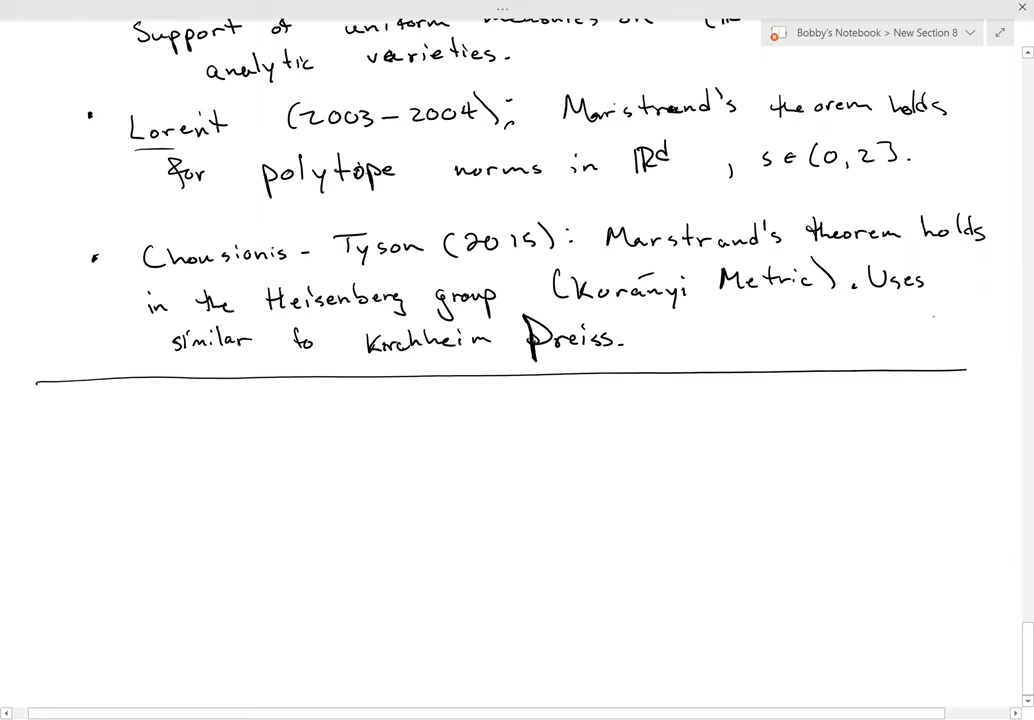 Bobby's Notebook > New Section 8
Support of uniform
analytic varieties.
• Lorent (2003-2004): Marstrand's theorem holds
for polytope norms in ℝᵈ, s ∈ (0, 2].
• Chousionis - Tyson (2015): Marstrand's theorem holds
in the Heisenberg group (Korányi Metric). Uses
similar to Kirchheim Preiss.